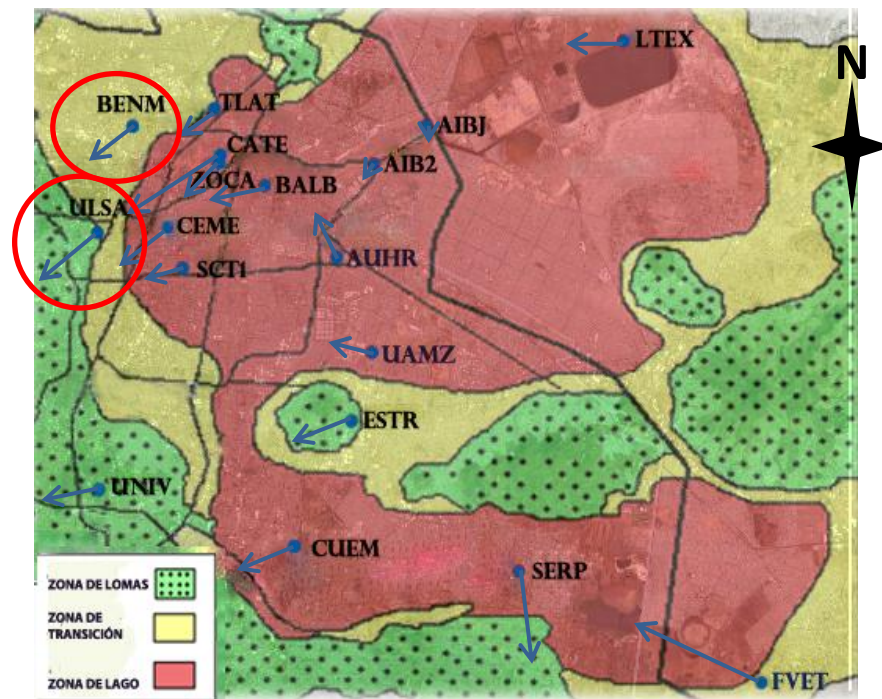 LTEX
N
BENM
TLAT
AIBJ
CATE
AIB2
ZOCA
BALB
ULSA
CEME
AUHR
SCT1
UAMZ
ESTR
UNIV
CUEM
SERP
FVET
ZONA DE LOMAS
ZONA DE
TRANSICIÓN
ZONA DE LAGO